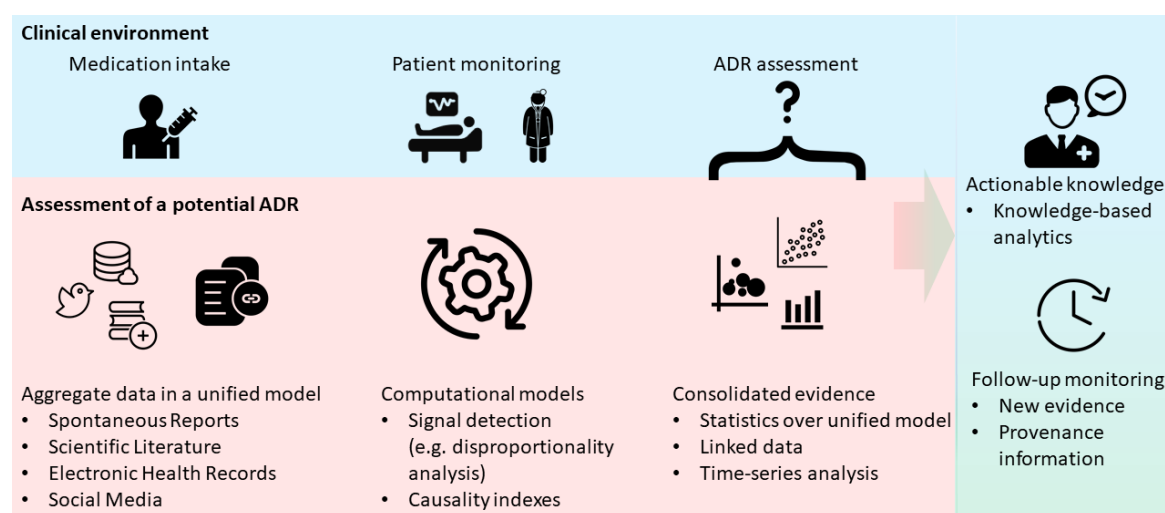 Clinical environment
Medication intake
Patient monitoring
ADR assessment
?
Assessment of a potential ADR
Aggregate data in a unified model
• Spontaneous Reports
• Scientific Literature
• Electronic Health Records
• Social Media
Computational models
• Signal detection
(e.g. disproportionality
analysis)
• Causality indexes
Consolidated evidence
• Statistics over unified model
• Linked data
• Time-series analysis
Actionable knowledge
• Knowledge-based
analytics
Follow-up monitoring
• New evidence
• Provenance
information